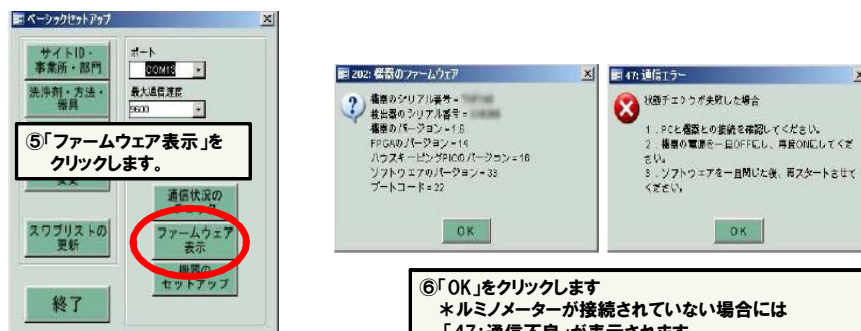 ベーシックセットアップ
サイトID・
事業所・部門
洗浄剤・方法・
器具
変更
スワブリストの
更新
終了
ポート
最大通信速度
9600
⑤「ファームウェア表示」を
クリックします。
通信状況の
チェック
ファームウェア
表示
機器の
セットアップ
202: 機器のファームウェア
機器のシリアル番号=
検出器のシリアル番号=
機器のバージョン=1.6
FPGAのバージョン=14
ハウスキーピングPICのバージョン=16
ソフトウエアのバージョン=33
ブートコード=22
OK
47: 通信エラー
状態チェックが失敗した場合
1．PCと機器との接続を確認してください。
2．機器の電源を一旦OFFにし、再度ONにしてくだ
さい。
3．ソフトウエアを一旦閉じた後、再スタートさせて
ください。
OK
⑥「OK」をクリックします
＊ルミノメーターが接続されていない場合には
「47:通信不良」が表示されます